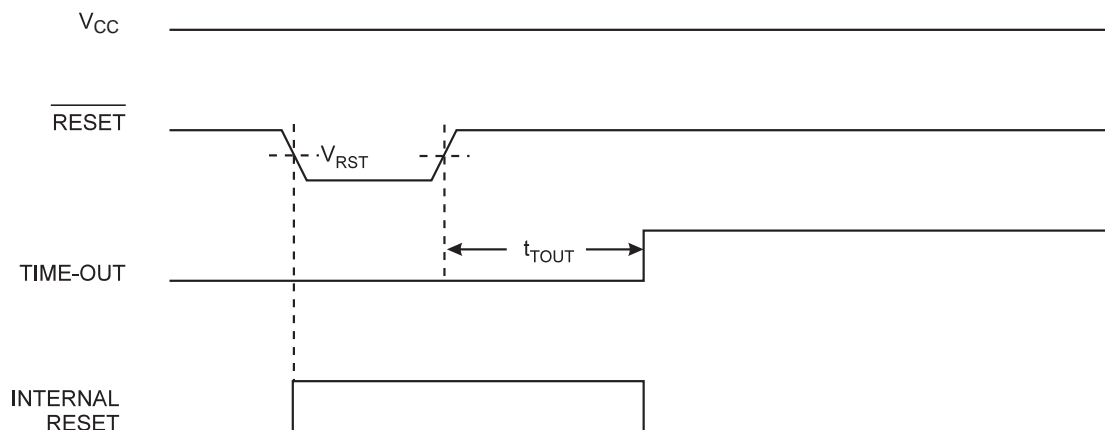 VCC
RESET
VRST
tTOUT
TIME-OUT
INTERNAL
RESET